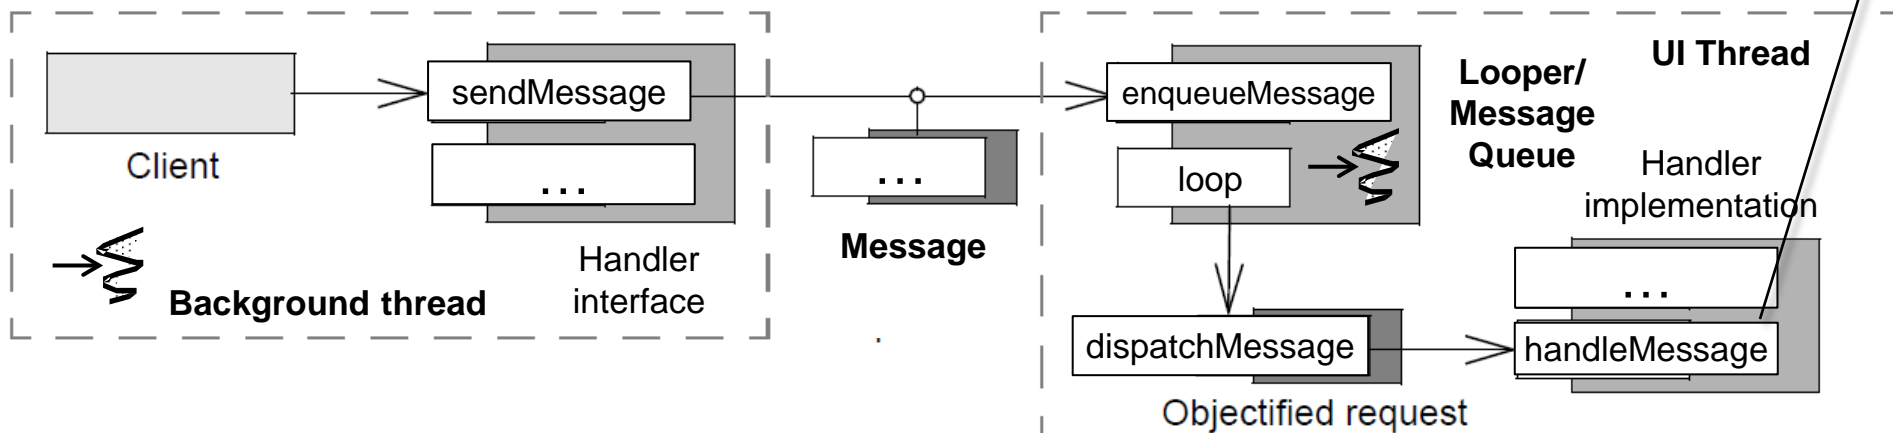 sendMessage
...
Client
Handler
interface
Background thread
...
Message
enqueueMessage
loop
Looper/
Message
Queue
UI Thread
Handler
implementation
...
dispatchMessage
handleMessage
Objectified request